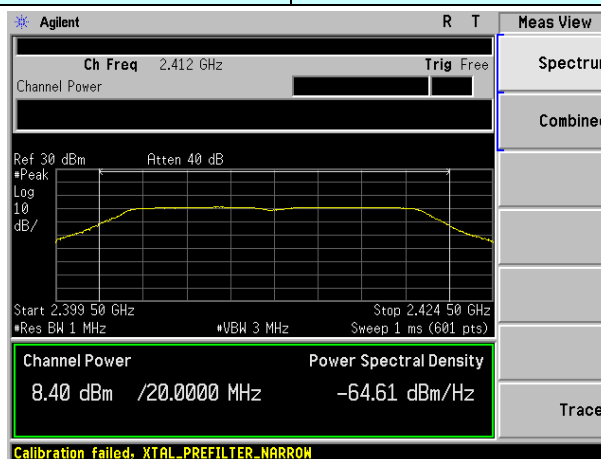 Agilent R T Meas View
Ch Freq 2.412 GHz Trig Free
Channel Power
Spectru
Combined
Ref 30 dBm Atten 40 dB
#Peak
Log
10
dB/
Start 2.399 50 GHz Stop 2.424 50 GHz
#Res BW 1 MHz #VBW 3 MHz Sweep 1 ms (601 pts)
Channel Power Power Spectral Density
8.40 dBm /20.0000 MHz -64.61 dBm/Hz
Trace
Calibration failed, XTAL_PREFILTER_NARROW